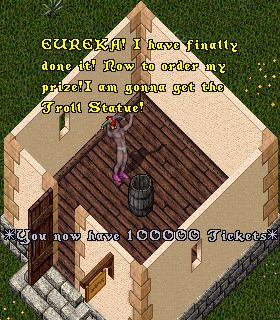 EUREKA! I have finally
done it! Now to order my
prize!I am gonna get the
Troll Statue!
*You now have 100000 Tickets*